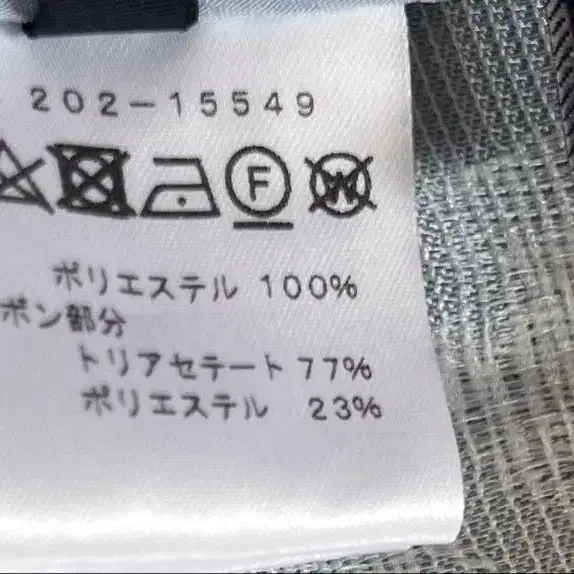 202-15549
F W
ポリエステル 100%
ボン部分
トリアセテート 77%
ポリエステル 23%